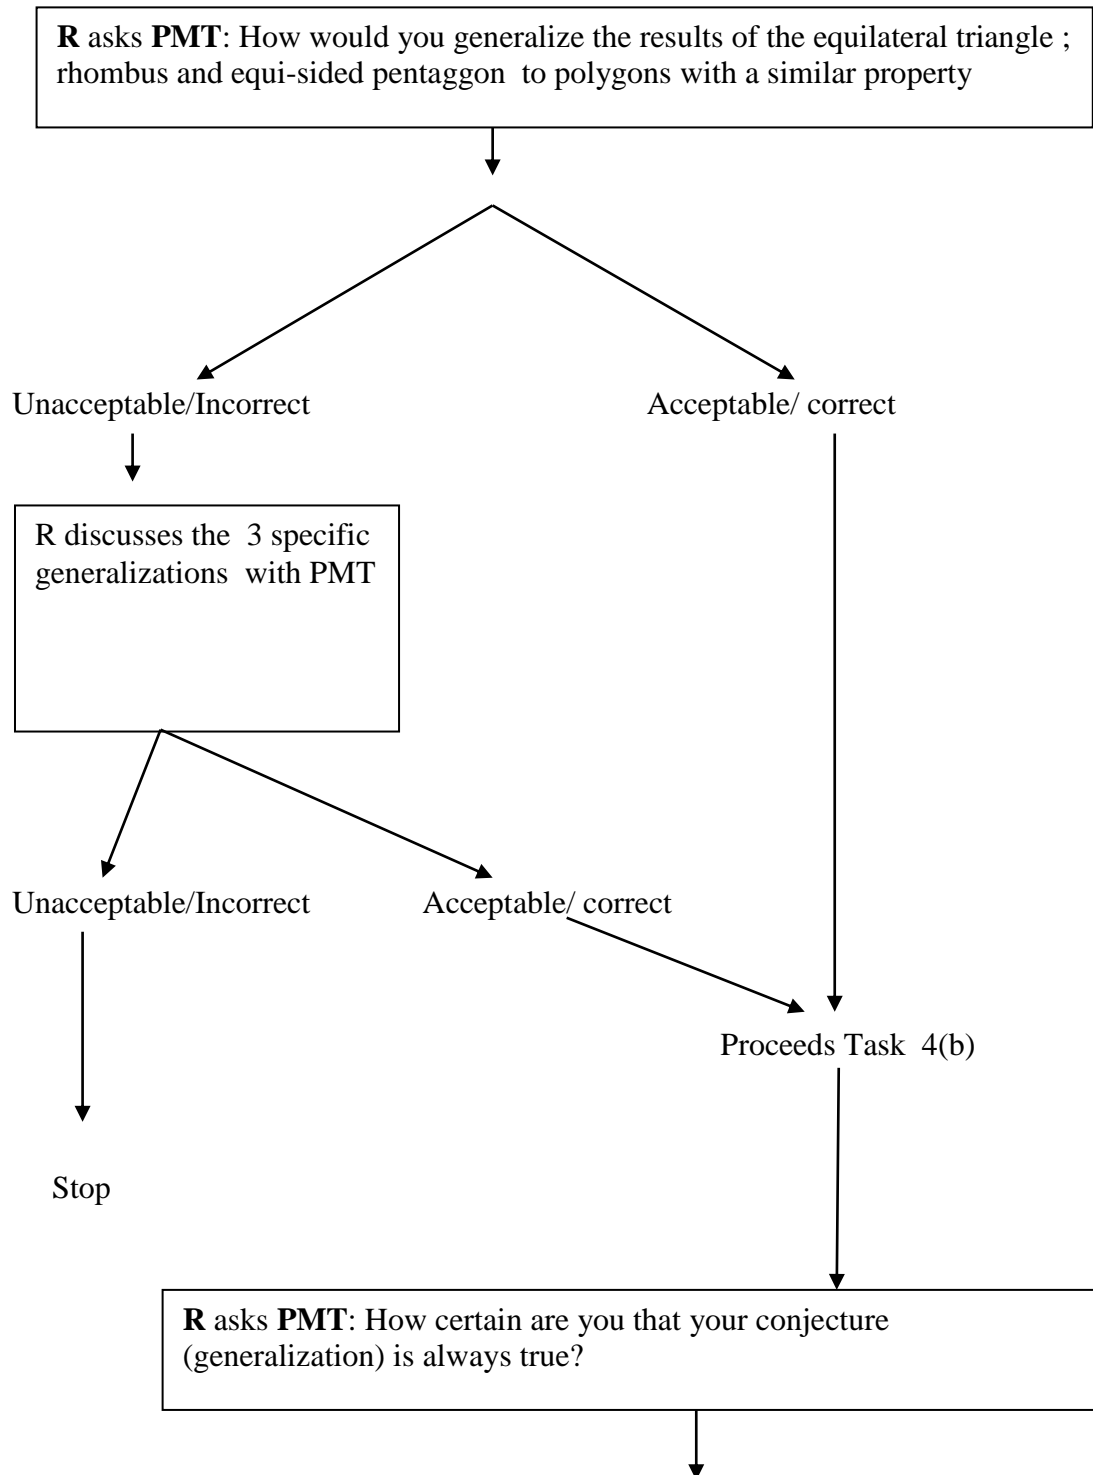 R asks PMT: How would you generalize the results of the equilateral triangle ;
rhombus and equi-sided pentaggon to polygons with a similar property
Unacceptable/Incorrect
Acceptable/ correct
R discusses the 3 specific
generalizations with PMT
Unacceptable/Incorrect
Acceptable/ correct
Proceeds Task 4(b)
Stop
R asks PMT: How certain are you that your conjecture
(generalization) is always true?